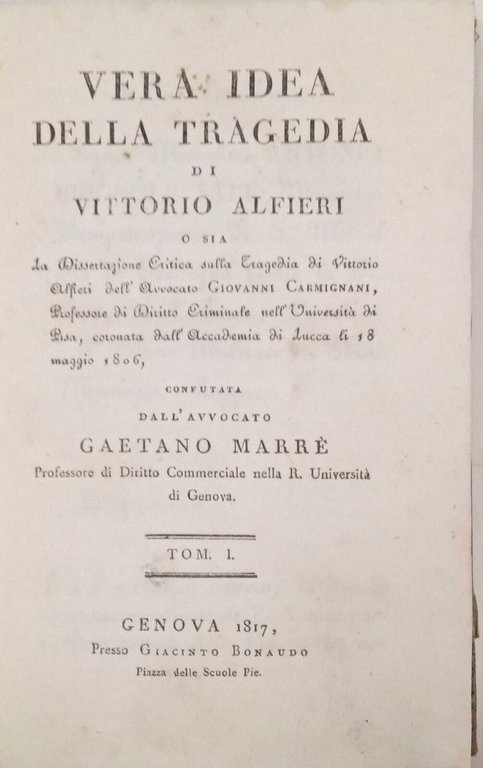 VERA IDEA
DELLA TRAGEDIA
DI
VITTORIO ALFIERI
O SIA
La Dissertazione Critica sulla Tragedia di Vittorio
Alfieri dell'Avvocato GIOVANNI CARMIGNANI,
Professore di Diritto Criminale nell'Università di
Pisa, coronata dall'Accademia di Lucca li 18
maggio 1806,
CONFUTATA
DALL'AVVOCATO
GAETANO MARRÈ
Professore di Diritto Commerciale nella R. Università
di Genova.
TOM. I.
GENOVA 1817,
Presso GIACINTO BONAUDO
Piazza delle Scuole Pie.